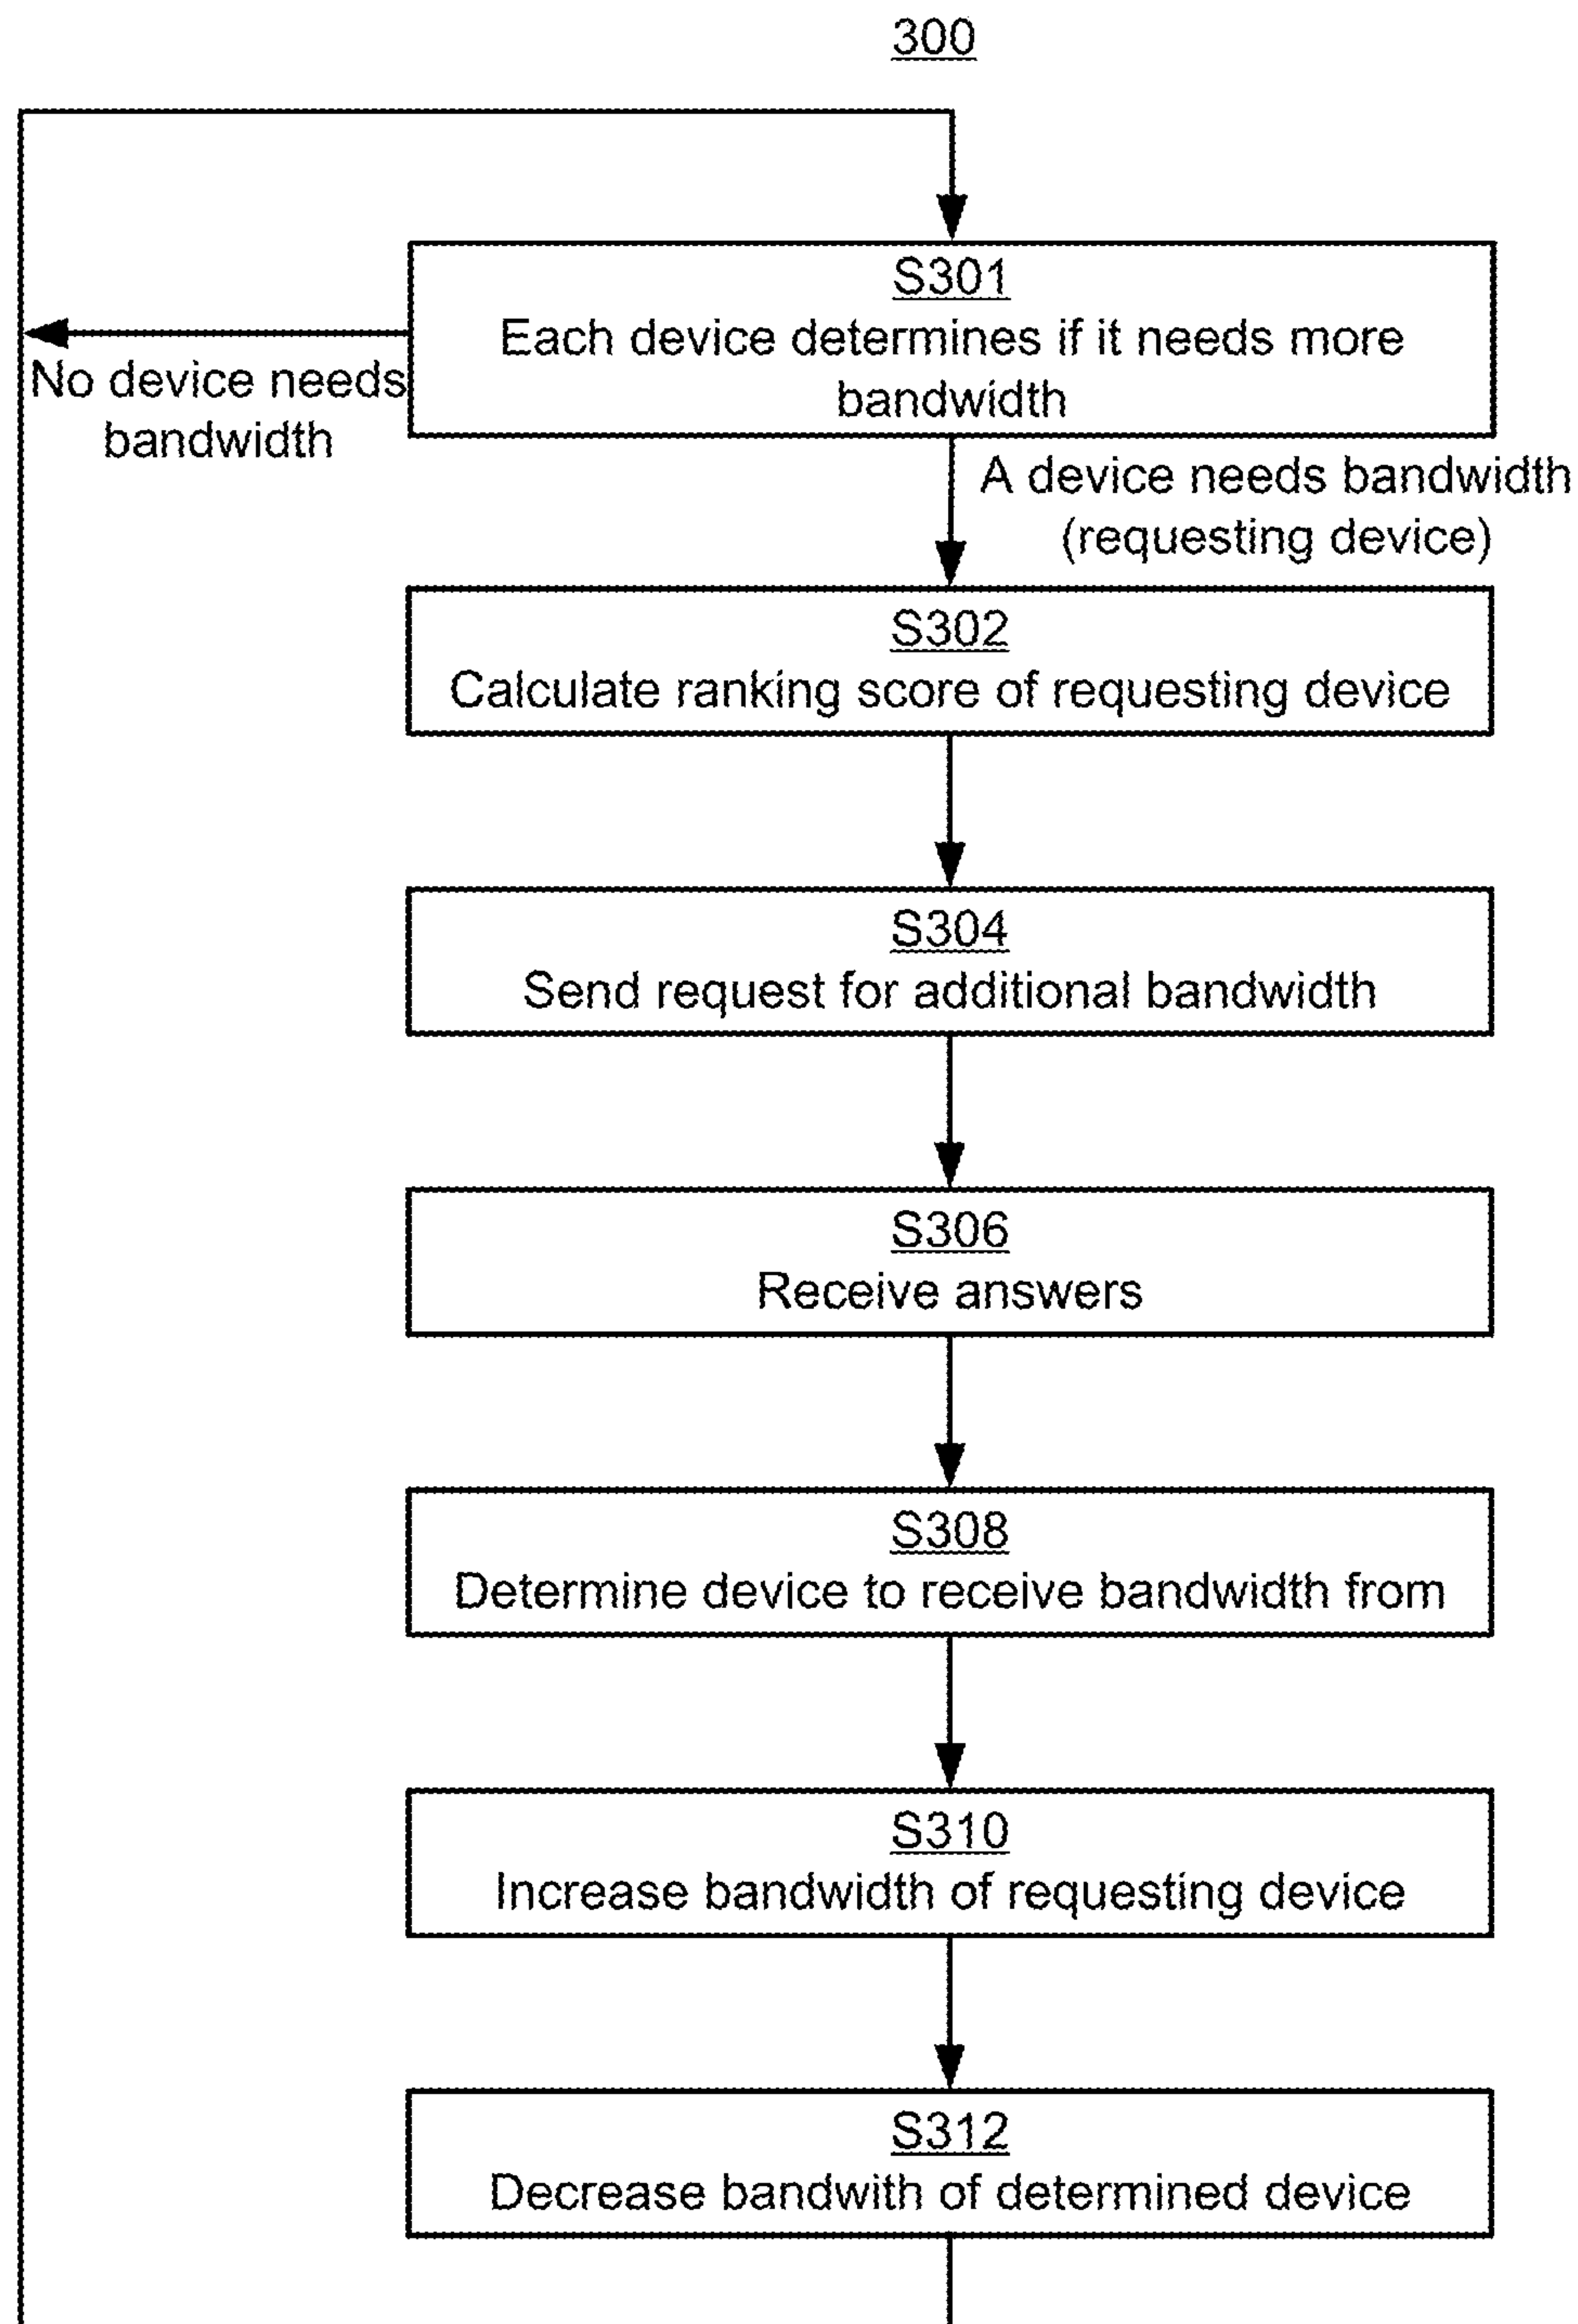 300
S301
Each device determines if it needs more
bandwidth
No device needs
bandwidth
A device needs bandwidth
(requesting device)
S302
Calculate ranking score of requesting device
S304
Send request for additional bandwidth
S306
Receive answers
S308
Determine device to receive bandwidth from
S310
Increase bandwidth of requesting device
S312
Decrease bandwith of determined device